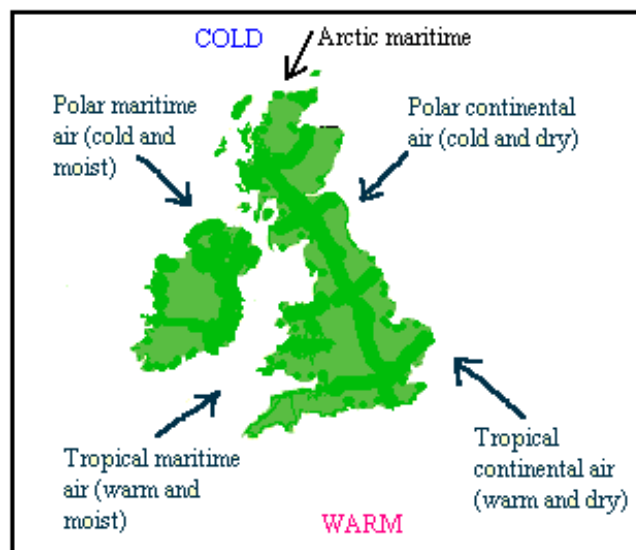 COLD
Arctic maritime
Polar maritime
air (cold and
moist)
Polar continental
air (cold and dry)
Tropical maritime
air (warm and
moist)
Tropical
continental air
(warm and dry)
WARM